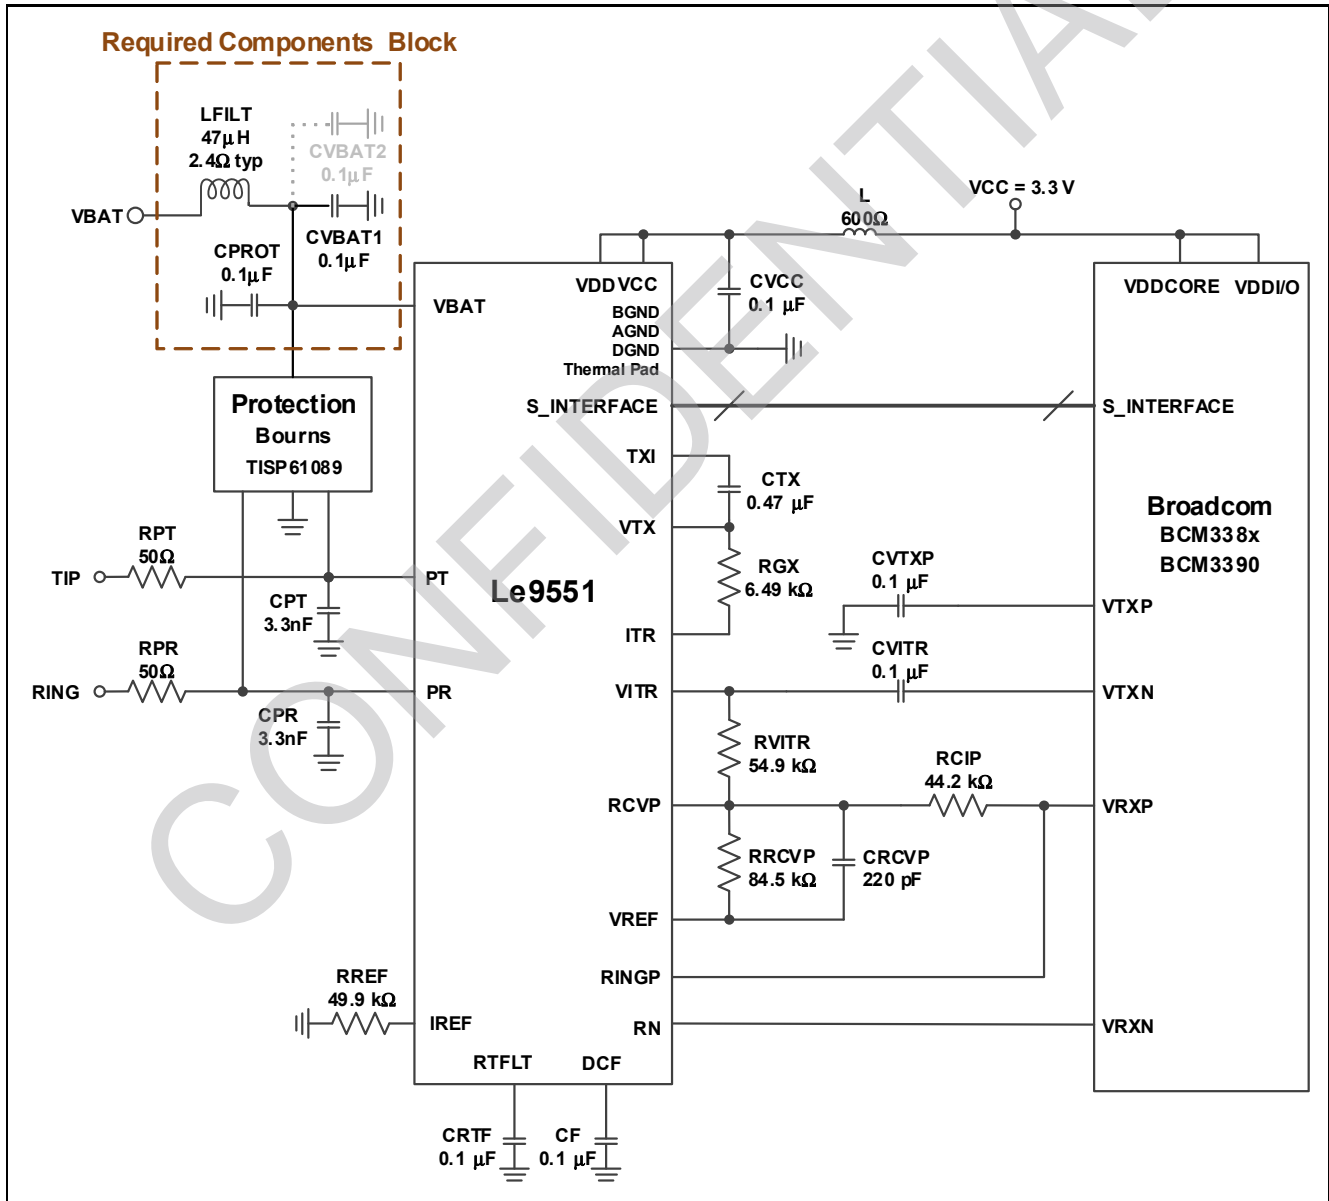 Required Components Block
LFILT
47µH
2.4Ω typ
CVBAT2
0.1µF
VBAT
CPROT
0.1µF
CVBAT1
0.1µF
VBAT
Protection
Bourns
TISP61089
RPT
50Ω
TIP
PT
CPT
3.3nF
RPR
50Ω
RING
PR
CPR
3.3nF
Le9551
RREF
49.9 kΩ
IREF
RTFLT
DCF
CRTF
0.1 µF
CF
0.1 µF
VDD VCC
BGND
AGND
DGND
Thermal Pad
S_INTERFACE
TXI
VTX
ITR
VITR
RCVP
VREF
RINGP
RN
L
600Ω
VCC = 3.3 V
CVCC
0.1 µF
CTX
0.47 µF
RGX
6.49 kΩ
CVTXP
0.1 µF
CVITR
0.1 µF
RVITR
54.9 kΩ
RCIP
44.2 kΩ
RRCVP
84.5 kΩ
CRCVP
220 pF
VDDCORE VDDI/O
S_INTERFACE
Broadcom
BCM338x
BCM3390
VTXP
VTXN
VRXP
VRXN
CONFIDENTIAL